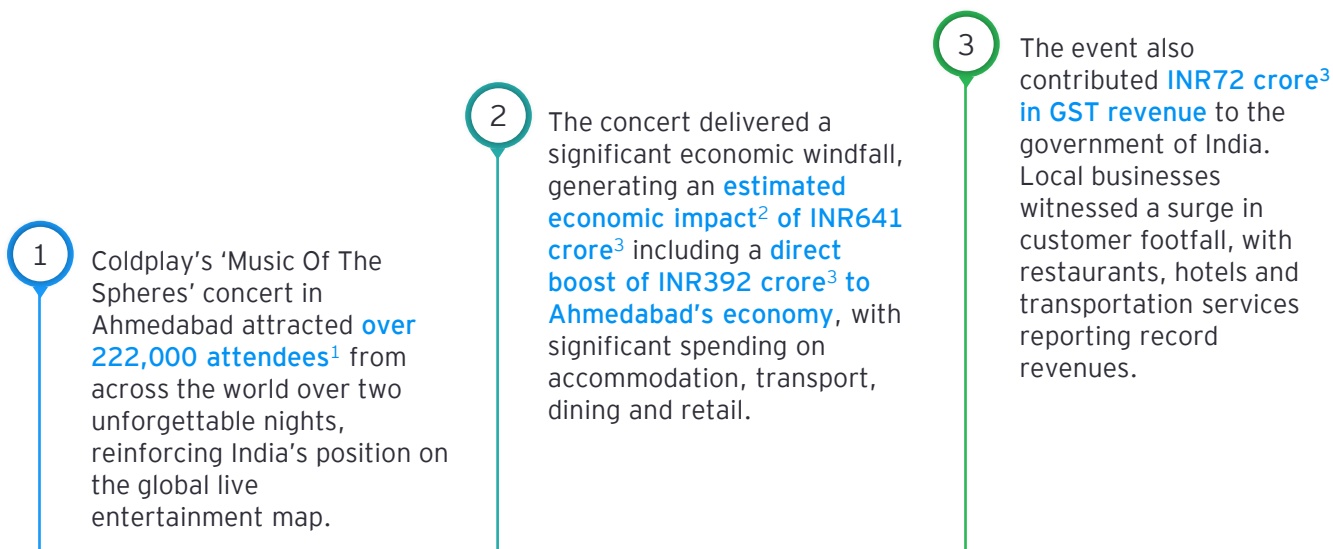 1
Coldplay's 'Music Of The
Spheres' concert in
Ahmedabad attracted over
222,000 attendees¹ from
across the world over two
unforgettable nights,
reinforcing India's position on
the global live
entertainment map.
2
The concert delivered a
significant economic windfall,
generating an estimated
economic impact² of INR641
crore³ including a direct
boost of INR392 crore³ to
Ahmedabad's economy, with
significant spending on
accommodation, transport,
dining and retail.
3
The event also
contributed INR72 crore³
in GST revenue to the
government of India.
Local businesses
witnessed a surge in
customer footfall, with
restaurants, hotels and
transportation services
reporting record
revenues.